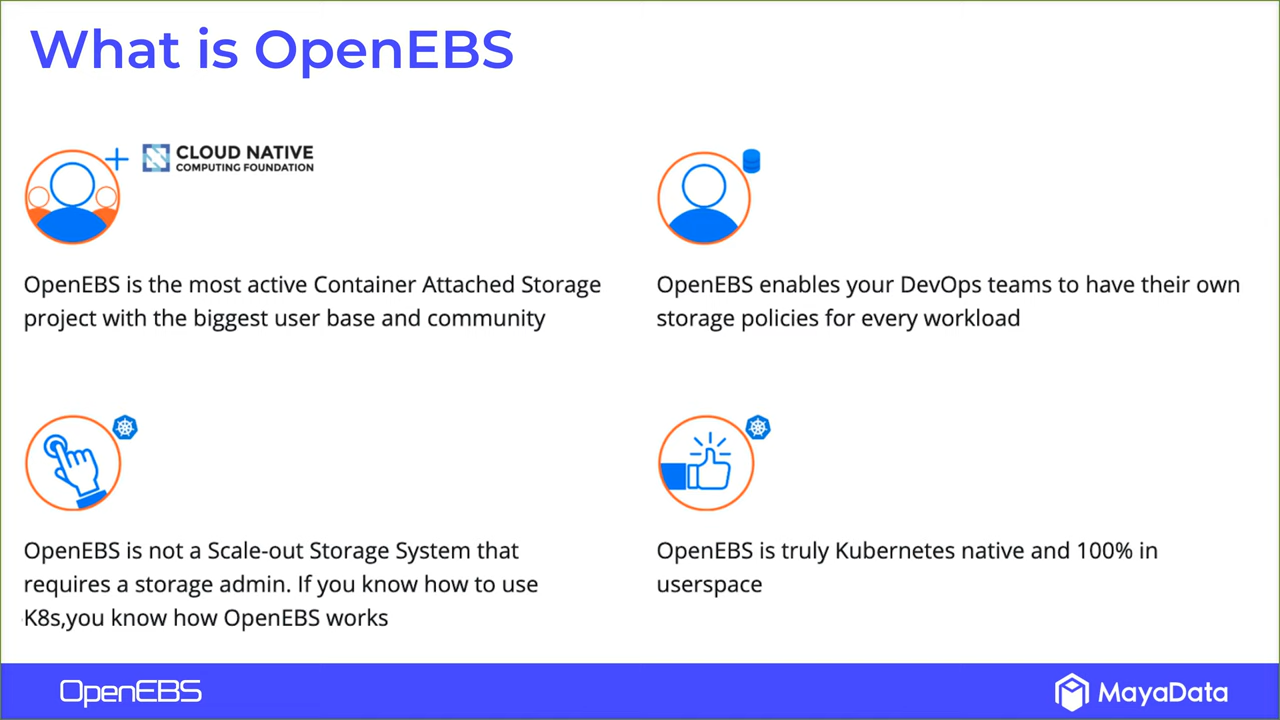 What is OpenEBS
CLOUD NATIVE
COMPUTING FOUNDATION
OpenEBS is the most active Container Attached Storage
project with the biggest user base and community
OpenEBS enables your DevOps teams to have their own
storage policies for every workload
OpenEBS is not a Scale-out Storage System that
requires a storage admin. If you know how to use
K8s,you know how OpenEBS works
OpenEBS is truly Kubernetes native and 100% in
userspace
OpenEBS
MayaData